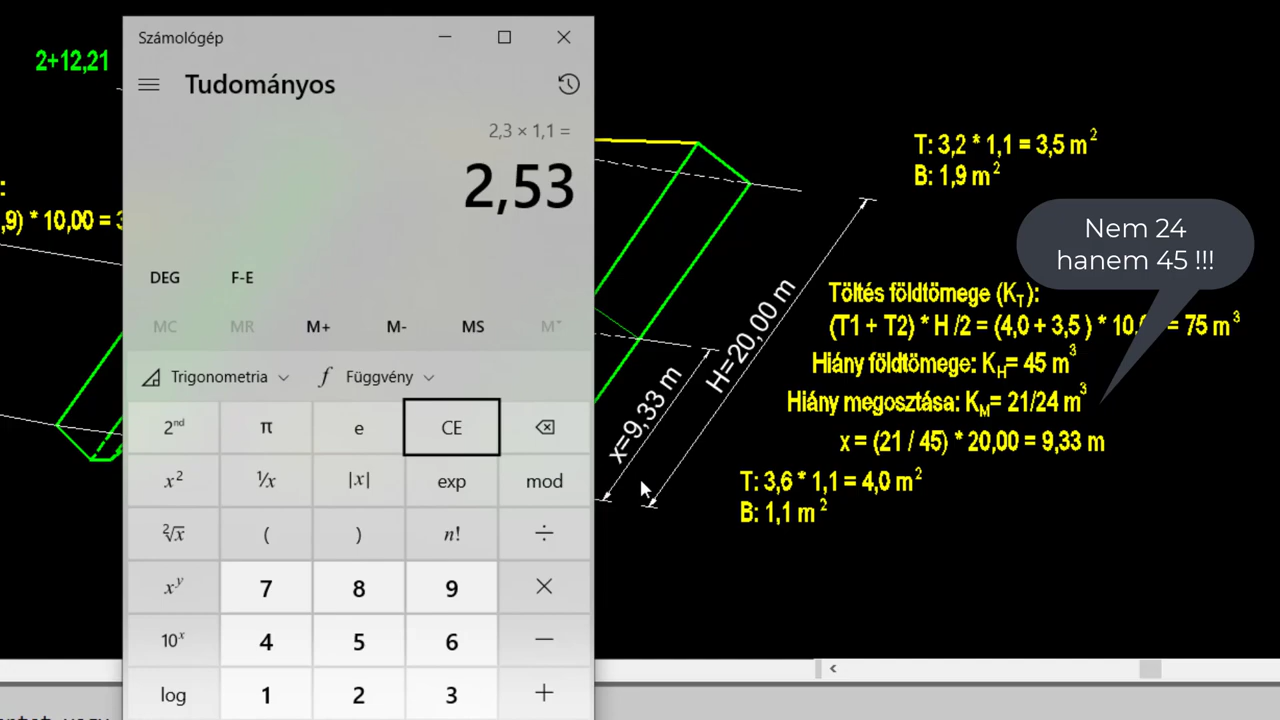 2+12,21
:
,9) * 10,00 = 3
Számológép
Tudományos
2,3 × 1,1 =
2,53
DEG F-E
MC MR M+ M- MS M˅
Trigonometria f Függvény
2ⁿᵈ π e CE
x² ¹/x |x| exp mod
²√x ( ) n! ÷
xʸ 7 8 9 ×
10ˣ 4 5 6 −
log 1 2 3 +
T: 3,2 * 1,1 = 3,5 m²
B: 1,9 m²
Nem 24
hanem 45 !!!
Töltés földtömege (K_T):
(T1 + T2) * H /2 = (4,0 + 3,5 ) * 10,0 = 75 m³
Hiány földtömege: K_H= 45 m³
Hiány megosztása: K_M= 21/24 m³
x = (21 / 45) * 20,00 = 9,33 m
H=20,00 m
x=9,33 m
T: 3,6 * 1,1 = 4,0 m²
B: 1,1 m²